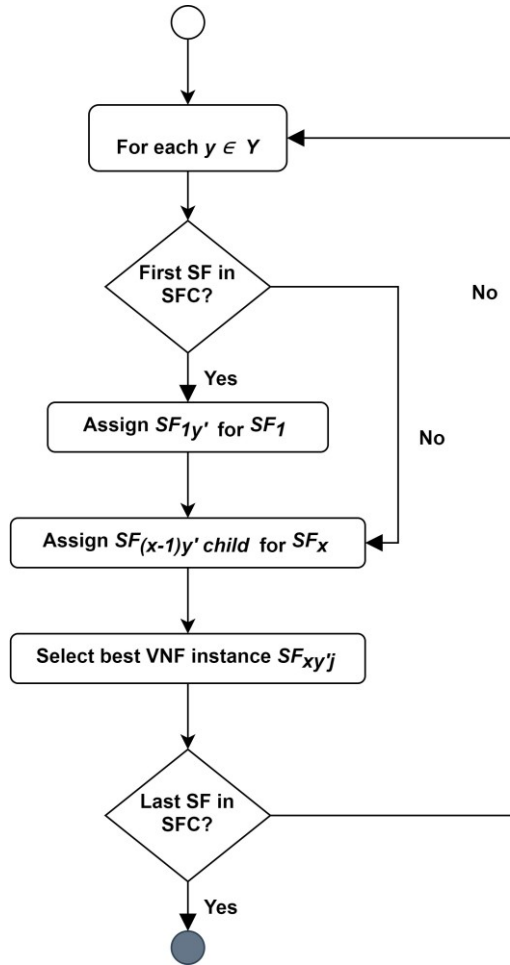 For each y ∈ Y
First SF in
SFC?
No
Yes
Assign SF1y' for SF1
No
Assign SF(x-1)y' child for SFx
Select best VNF instance SFxy'j
Last SF in
SFC?
Yes